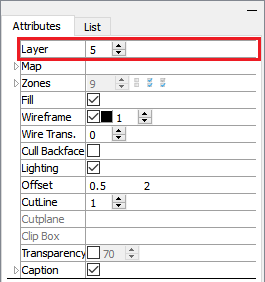 Attributes List
Layer 5
Map
Zones 9
Fill
Wireframe 1
Wire Trans. 0
Cull Backface
Lighting
Offset 0.5 2
CutLine 1
Cutplane
Clip Box
Transparency 70
Caption